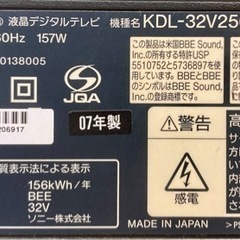 液晶デジタルテレビ 機種名 KDL-32V25
60Hz 157W
0138005
この製品は米国BBE Sound,
Inc.の所有する特許USP
5510752と5736897を使用
しています。BBEとBBE
のシンボルはBBE Sound,
Inc.の登録商標です。
JQA
206917
07年製
警告
感電
質表示法による表示
156kWh/年
BEE
32V
ソニー株式会社
MADE IN JAPAN